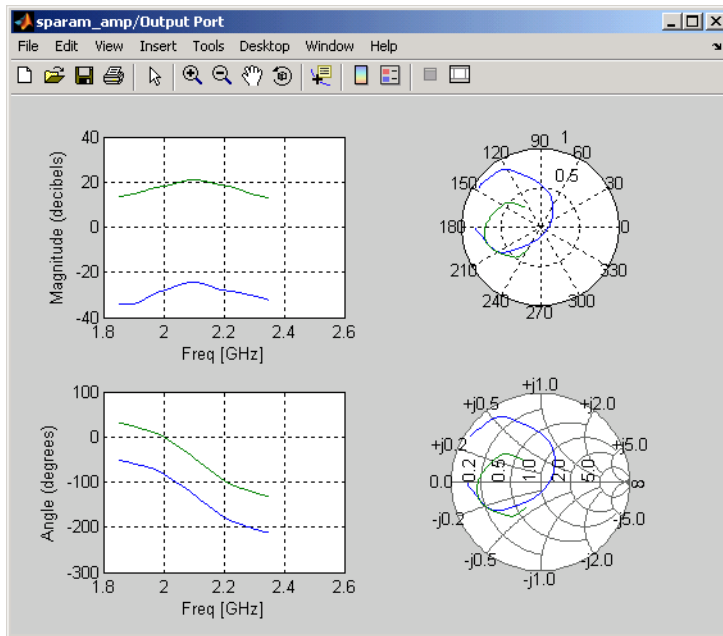 sparam_amp/Output Port
File Edit View Insert Tools Desktop Window Help
Magnitude (decibels)
40
20
0
-20
-40
1.8 2 2.2 2.4 2.6
Freq [GHz]
90 1
120 60
0.5
150 30
180 0
210 330
240 300
270
Angle (degrees)
100
0
-100
-200
-300
1.8 2 2.2 2.4 2.6
Freq [GHz]
+j1.0
+j0.5 +j2.0
+j0.2 +j5.0
0.0 0.2 0.5 1.0 2.0 5.0 ∞
-j0.2 -j5.0
-j0.5 -j2.0
-j1.0